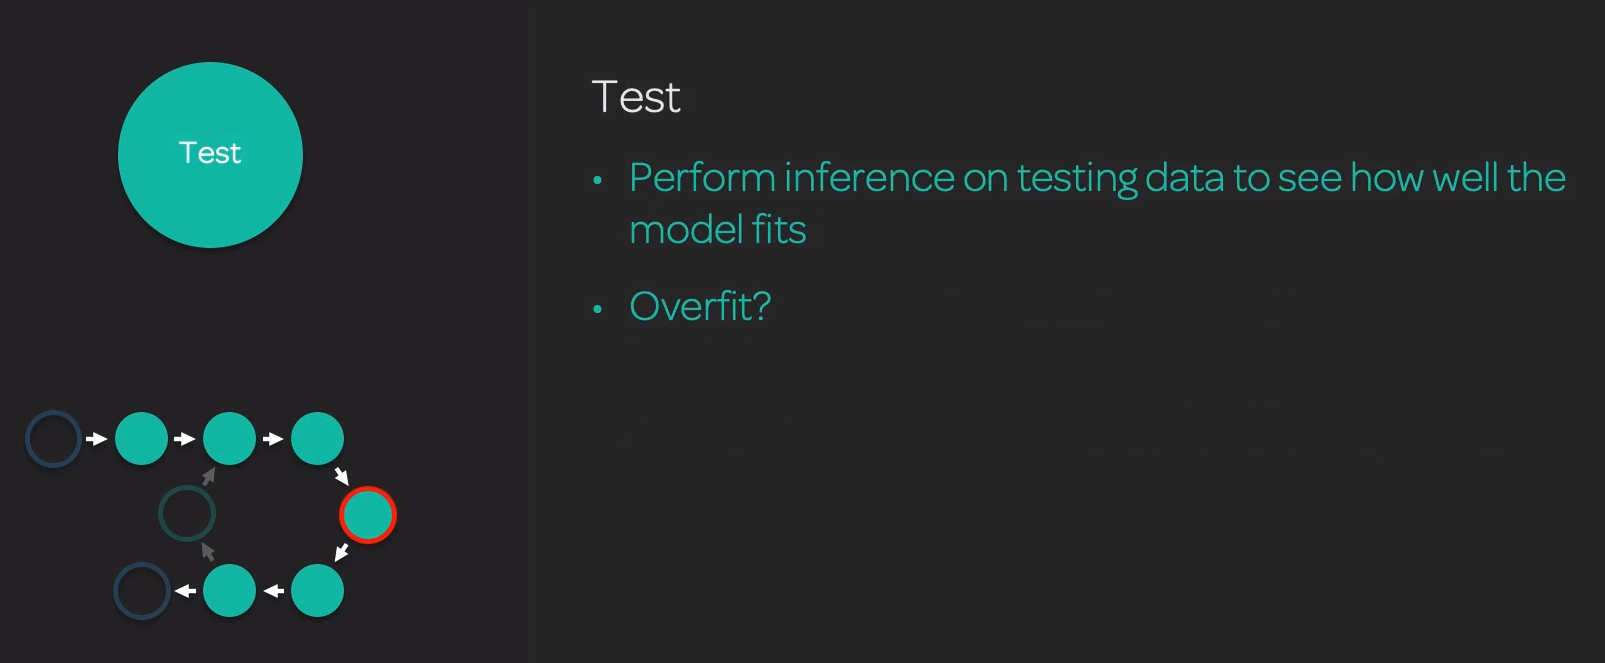 Test
Test
• Perform inference on testing data to see how well the
model fits
• Overfit?